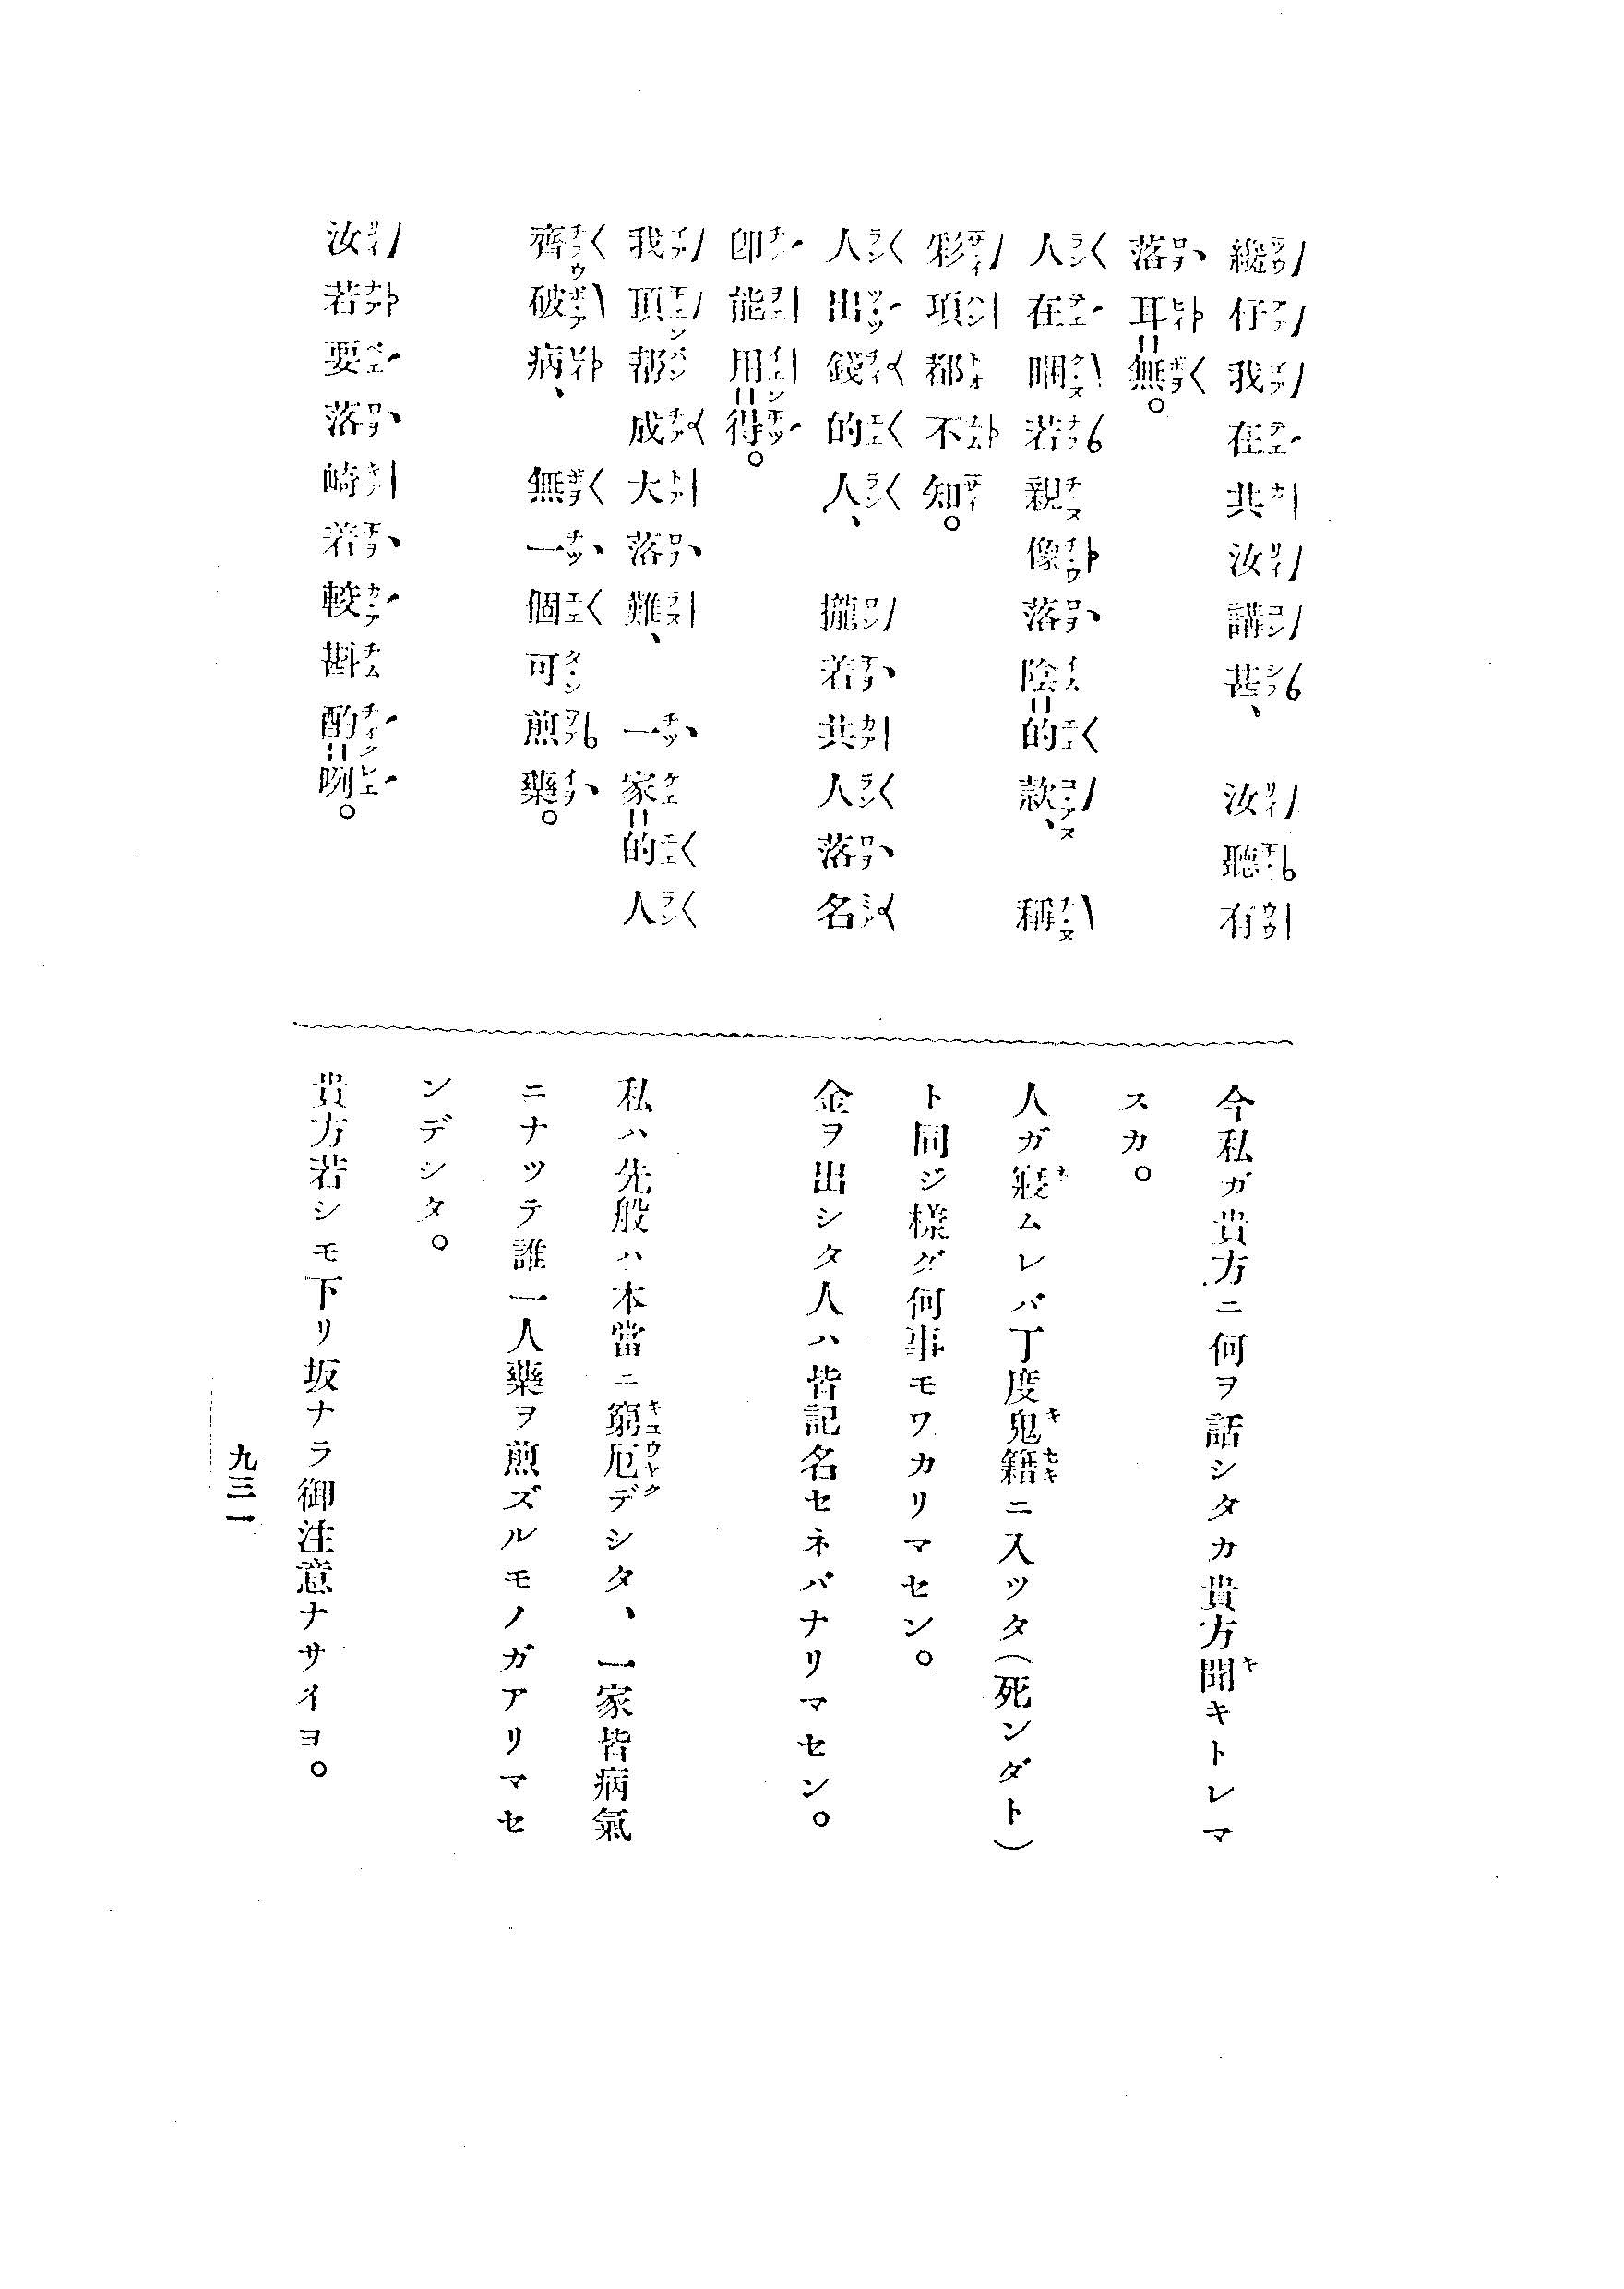 纔仔我在共汝講甚、汝聽有
落耳=無。
人在睏若親像落陰=的款、稱
彩項都不知。
人出錢的人、攏着共人落名
卽能用=得。
我頂帮成大落難、一家=的人
齊破病、無一個可煎藥。
汝若要落崎着較斟酌=咧。
今私ガ貴方ニ何ヲ話シタカ貴方聞キトレマ
スカ。
人ガ寢ムレバ丁度鬼籍ニ入ッタ(死ンダト)
ト同ジ樣ダ何事モワカリマセン。
金ヲ出シタ人ハ皆記名セネバナリマセン。
私ハ先般ハ本當ニ窮厄デシタ、一家皆病氣
ニナッテ誰一人藥ヲ煎ズルモノガアリマセ
ンデシタ。
貴方若シモ下リ坂ナラ御注意ナサイヨ。
九三一